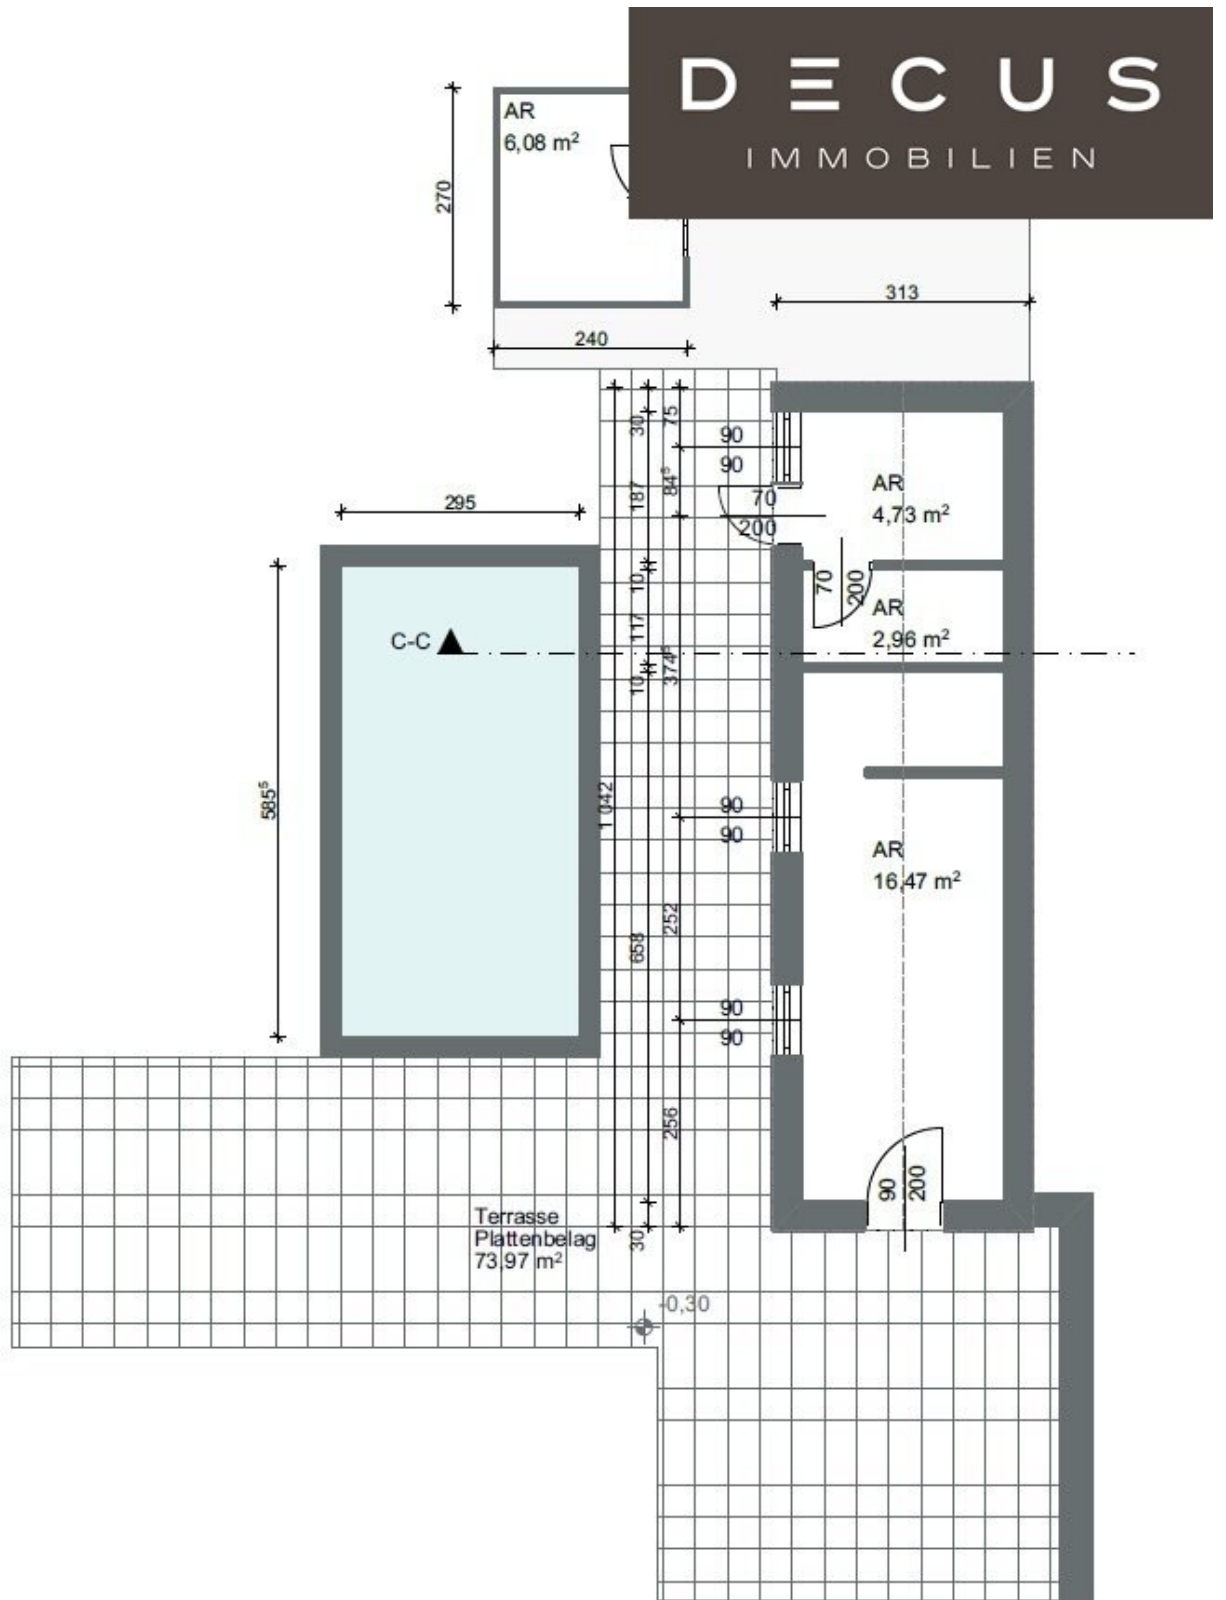 DECUS
IMMOBILIEN
AR
6,08 m²
270
240
313
30
75
90
90
187
84⁵
70
200
AR
4,73 m²
295
10
70
200
AR
2,96 m²
117
C-C
374⁵
10
585⁵
1 042
90
90
AR
16,47 m²
252
658
90
90
256
90
200
Terrasse
Plattenbelag
73,97 m²
30
-0,30